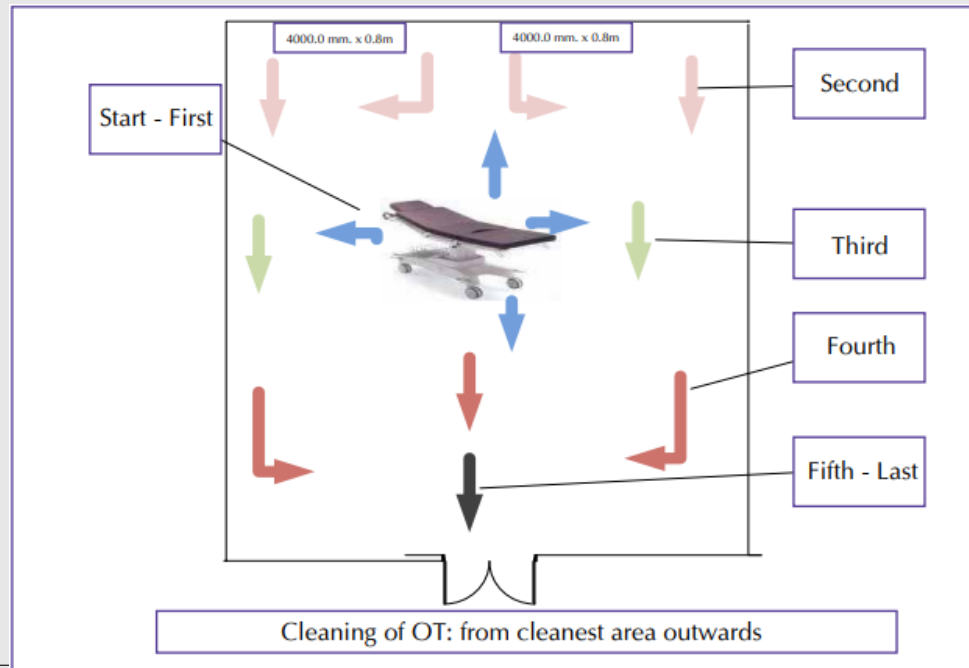 4000.0 mm. x 0.8m
4000.0 mm. x 0.8m
Second
Start - First
Third
Fourth
Fifth - Last
Cleaning of OT: from cleanest area outwards